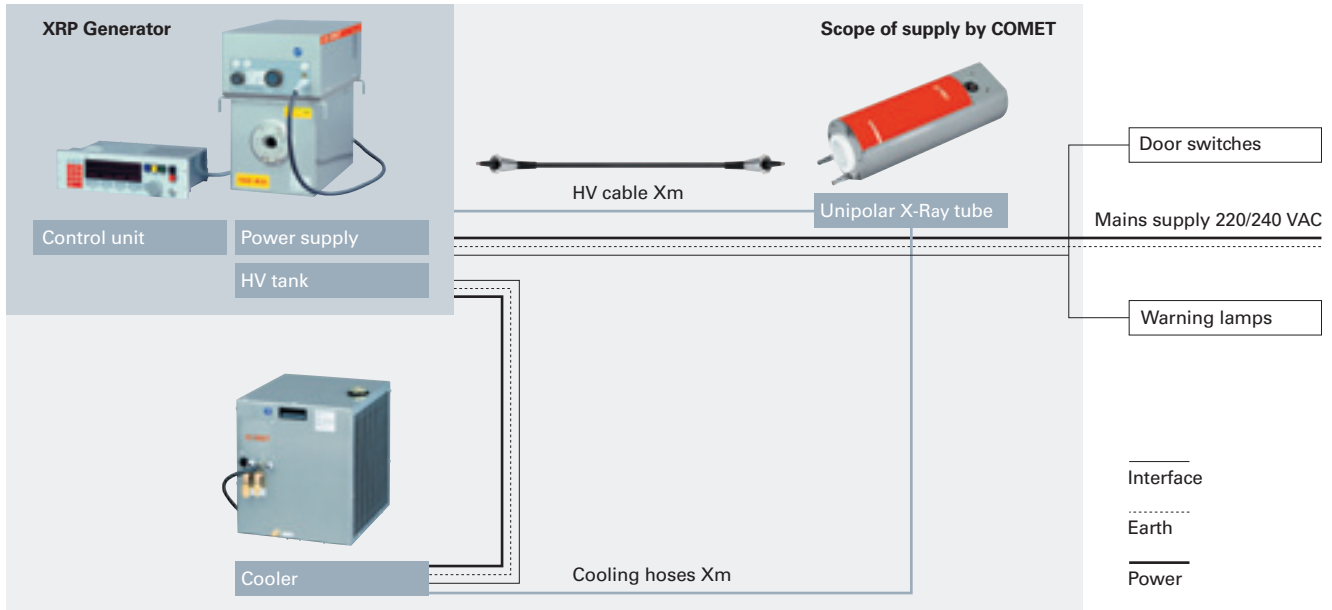 XRP Generator
Scope of supply by COMET
Door switches
HV cable Xm
Unipolar X-Ray tube
Mains supply 220/240 VAC
Control unit
Power supply
HV tank
Warning lamps
Interface
Earth
Cooler
Cooling hoses Xm
Power